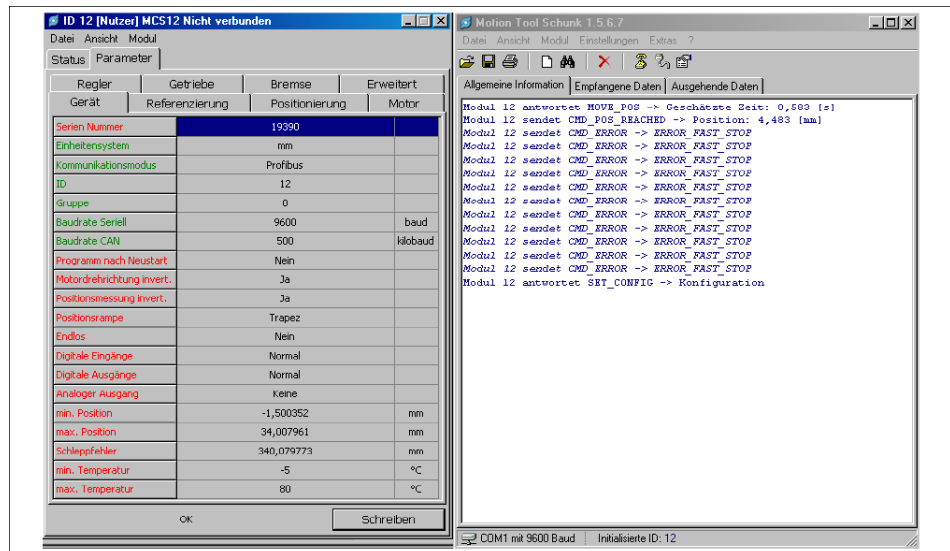 ID 12 [Nutzer] MCS12 Nicht verbunden
Datei Ansicht Modul
Status Parameter
Regler Getriebe Bremse Erweitert
Gerät Referenzierung Positionierung Motor
Serien Nummer 19390
Einheitensystem mm
Kommunikationsmodus Profibus
ID 12
Gruppe 0
Baudrate Seriell 9600 baud
Baudrate CAN 500 kilobaud
Programm nach Neustart Nein
Motordrehrichtung invert. Ja
Positionsmessung invert. Ja
Positionsrampe Trapez
Endlos Nein
Digitale Eingänge Normal
Digitale Ausgänge Normal
Analoger Ausgang Keine
min. Position -1,500352 mm
max. Position 34,007961 mm
Schleppfehler 340,079773 mm
min. Temperatur -5 °C
max. Temperatur 80 °C
OK Schreiben
Motion Tool Schunk 1.5.6.7
Datei Ansicht Modul Einstellungen Extras ?
Allgemeine Information Empfangene Daten Ausgehende Daten
Modul 12 antwortet MOVE_POS -> Geschätzte Zeit: 0,503 [s]
Modul 12 sendet CMD_POS_REACHED -> Position: 4,483 [mm]
Modul 12 sendet CMD_ERROR -> ERROR_FAST_STOP
Modul 12 sendet CMD_ERROR -> ERROR_FAST_STOP
Modul 12 sendet CMD_ERROR -> ERROR_FAST_STOP
Modul 12 sendet CMD_ERROR -> ERROR_FAST_STOP
Modul 12 sendet CMD_ERROR -> ERROR_FAST_STOP
Modul 12 sendet CMD_ERROR -> ERROR_FAST_STOP
Modul 12 sendet CMD_ERROR -> ERROR_FAST_STOP
Modul 12 sendet CMD_ERROR -> ERROR_FAST_STOP
Modul 12 sendet CMD_ERROR -> ERROR_FAST_STOP
Modul 12 sendet CMD_ERROR -> ERROR_FAST_STOP
Modul 12 sendet CMD_ERROR -> ERROR_FAST_STOP
Modul 12 antwortet SET_CONFIG -> Konfiguration
COM1 mit 9600 Baud Initialisierte ID: 12